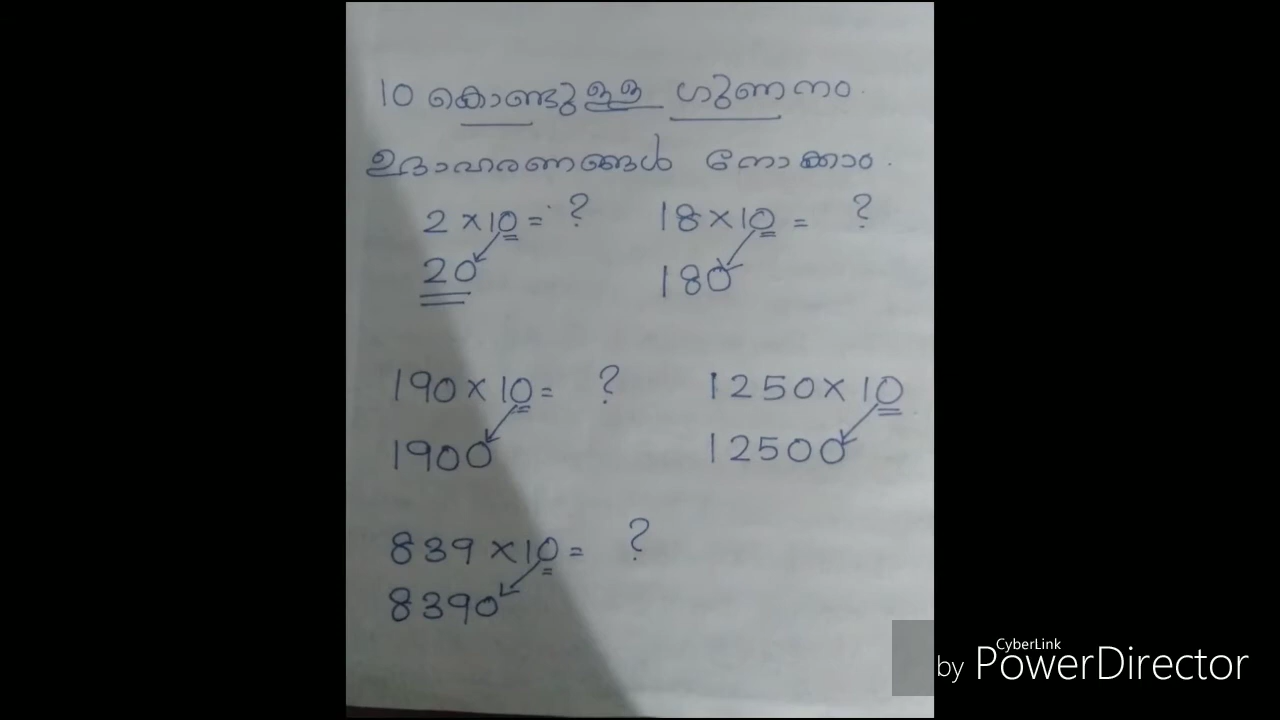 10 കൊണ്ടുള്ള ഗുണനം.
ഉദാഹരണങ്ങൾ നോക്കാം.
2 × 10 = ? 18 × 10 = ?
20 180
190 × 10 = ? 1250 × 10
1900 12500
839 × 10 = ?
8390
CyberLink
by PowerDirector